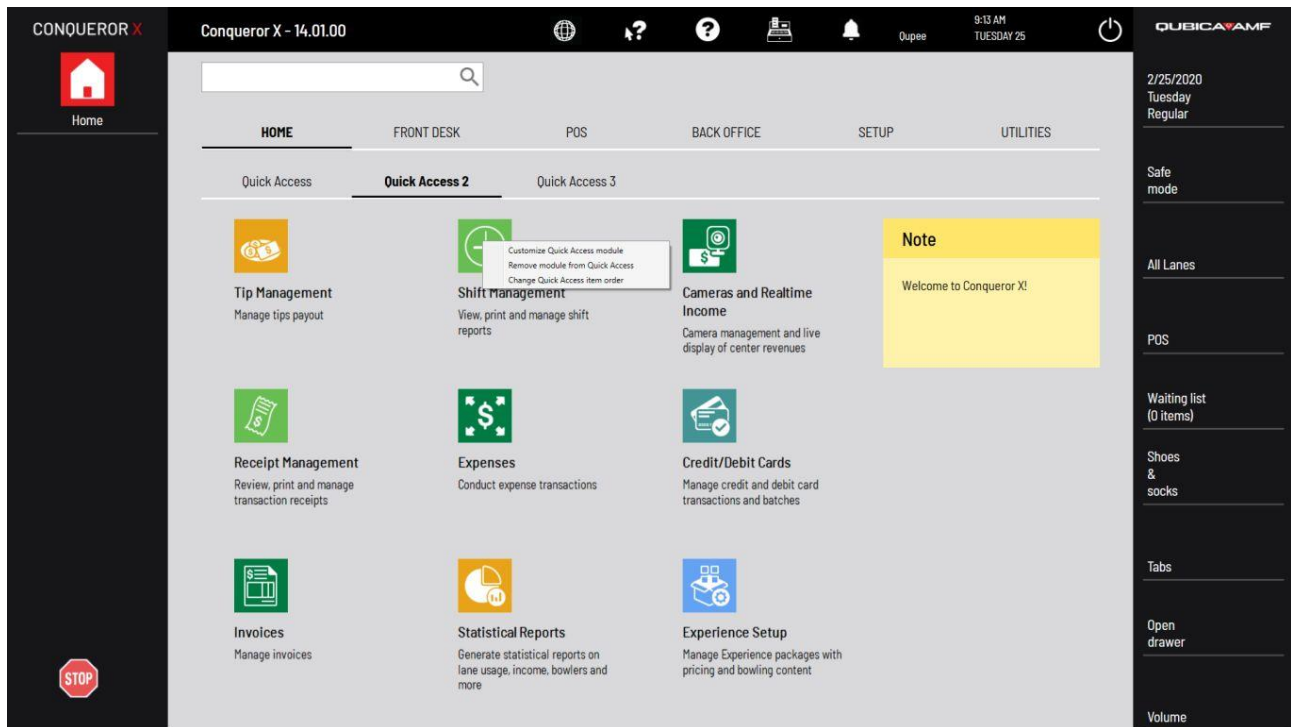 CONQUEROR X
Home
STOP
Conqueror X - 14.01.00
?
?
Qupee
9:13 AM
TUESDAY 25
HOME
FRONT DESK
POS
BACK OFFICE
SETUP
UTILITIES
Quick Access
Quick Access 2
Quick Access 3
Customize Quick Access module
Remove module from Quick Access
Change Quick Access item order
Tip Management
Manage tips payout
Shift Management
View, print and manage shift
reports
Cameras and Realtime
Income
Camera management and live
display of center revenues
Note
Welcome to Conqueror X!
Receipt Management
Review, print and manage
transaction receipts
Expenses
Conduct expense transactions
Credit/Debit Cards
Manage credit and debit card
transactions and batches
Invoices
Manage invoices
Statistical Reports
Generate statistical reports on
lane usage, income, bowlers and
more
Experience Setup
Manage Experience packages with
pricing and bowling content
QUBICAAMF
2/25/2020
Tuesday
Regular
Safe
mode
All Lanes
POS
Waiting list
(0 items)
Shoes
&
socks
Tabs
Open
drawer
Volume